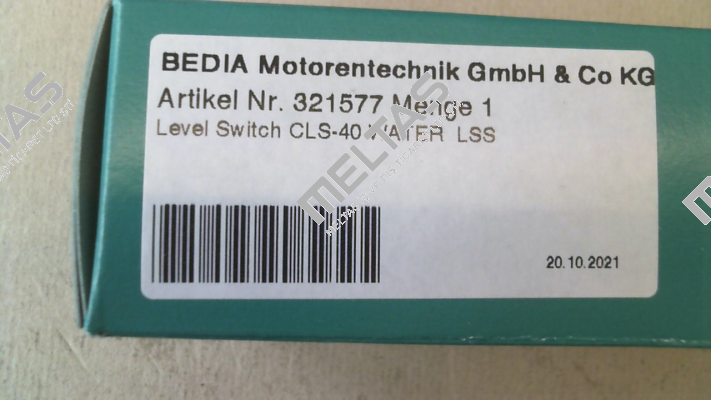 BEDIA Motorentechnik GmbH & Co KG
Artikel Nr. 321577 Menge 1
Level Switch CLS-40 WATER LSS
20.10.2021
MELTAS